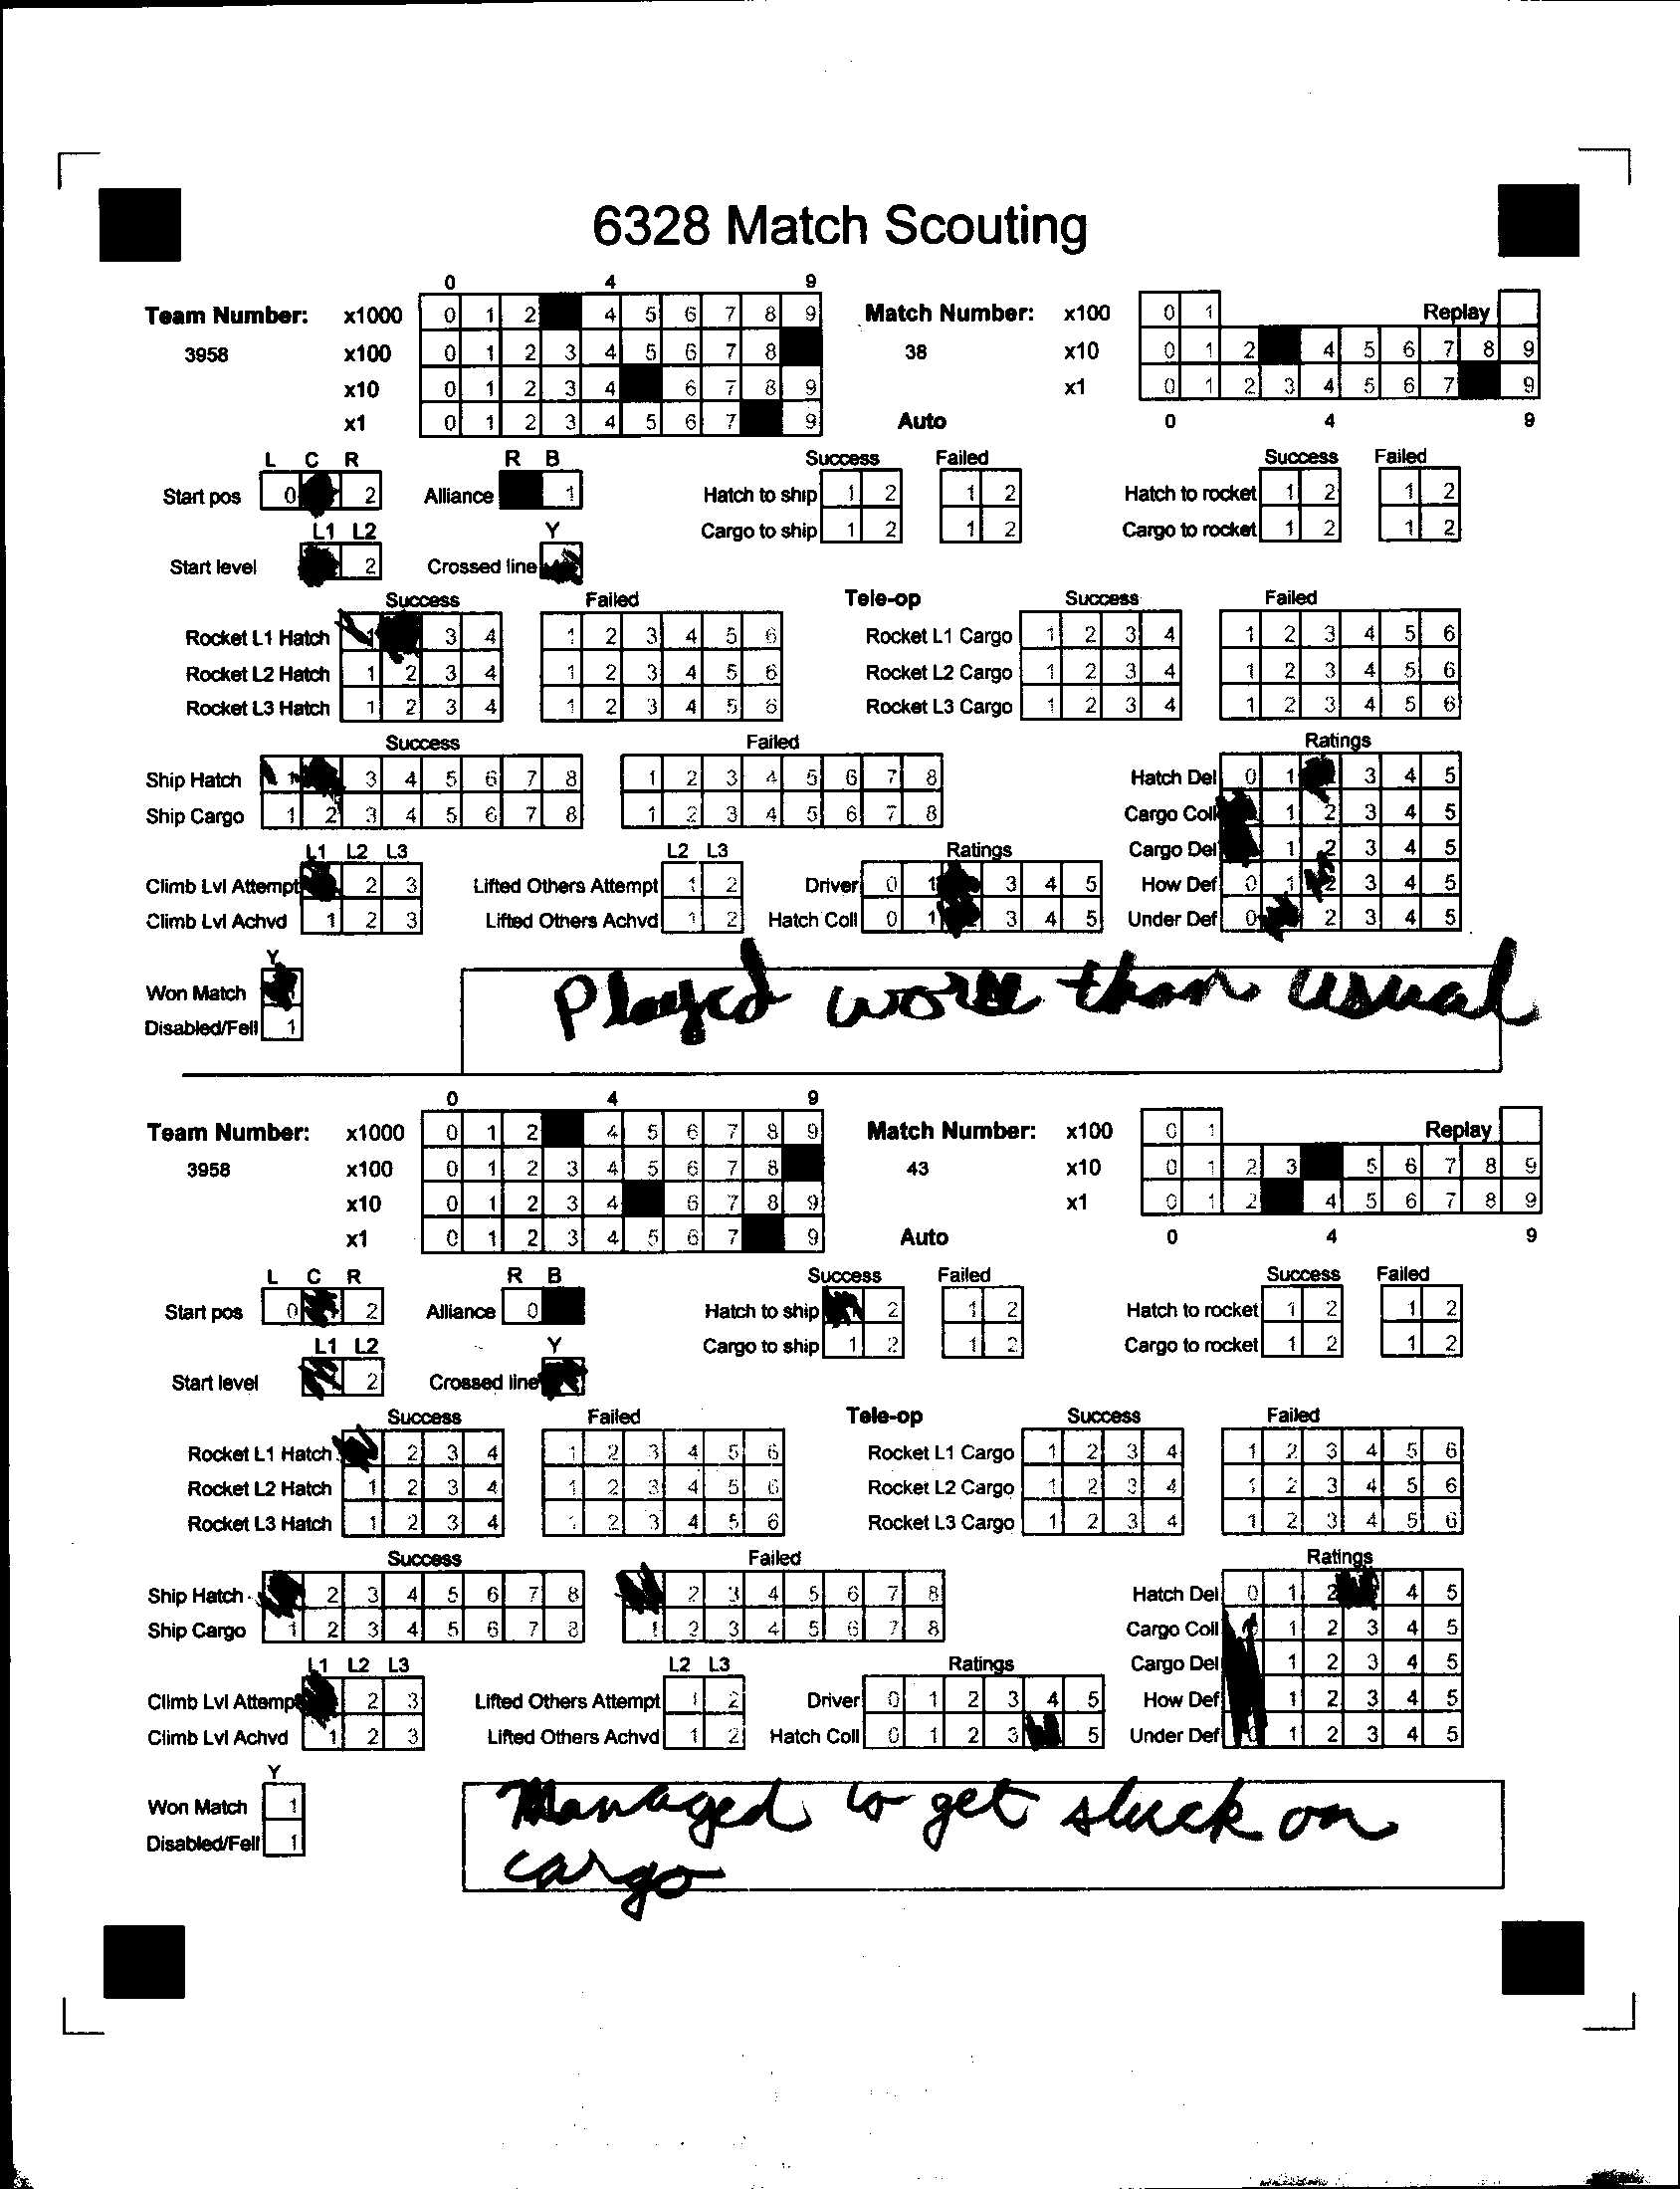 6328 Match Scouting
0 4 9
Team Number: x1000 0 1 2 4 5 6 7 8 9 Match Number: x100 0 1 Replay
3958 x100 0 1 2 3 4 5 6 7 8 38 x10 0 1 2 4 5 6 7 8 9
x10 0 1 2 3 4 6 7 8 9 x1 0 1 2 3 4 5 6 7 9
x1 0 1 2 3 4 5 6 7 9 Auto 0 4 9
L C R R B Success Failed Success Failed
Start pos 0 2 Alliance 1 Hatch to ship 1 2 1 2 Hatch to rocket 1 2 1 2
L1 L2 Y Cargo to ship 1 2 1 2 Cargo to rocket 1 2 1 2
Start level 2 Crossed line
Success Failed Tele-op Success Failed
Rocket L1 Hatch 1 3 4 1 2 3 4 5 6 Rocket L1 Cargo 1 2 3 4 1 2 3 4 5 6
Rocket L2 Hatch 1 2 3 4 1 2 3 4 5 6 Rocket L2 Cargo 1 2 3 4 1 2 3 4 5 6
Rocket L3 Hatch 1 2 3 4 1 2 3 4 5 6 Rocket L3 Cargo 1 2 3 4 1 2 3 4 5 6
Success Failed Ratings
Ship Hatch 1 3 4 5 6 7 8 1 2 3 4 5 6 7 8 Hatch Del 0 1 3 4 5
Ship Cargo 1 2 3 4 5 6 7 8 1 2 3 4 5 6 7 8 Cargo Coll 1 2 3 4 5
L1 L2 L3 L2 L3 Ratings Cargo Del 1 2 3 4 5
Climb Lvl Attempt 2 3 Lifted Others Attempt 1 2 Driver 0 1 3 4 5 How Def 0 1 2 3 4 5
Climb Lvl Achvd 1 2 3 Lifted Others Achvd 1 2 Hatch Coll 0 1 3 4 5 Under Def 0 2 3 4 5
Y
Won Match
Disabled/Fell 1
Played worse than usual
0 4 9
Team Number: x1000 0 1 2 4 5 6 7 8 9 Match Number: x100 0 1 Replay
3958 x100 0 1 2 3 4 5 6 7 8 43 x10 0 1 2 3 5 6 7 8 9
x10 0 1 2 3 4 6 7 8 9 x1 0 1 2 4 5 6 7 8 9
x1 0 1 2 3 4 5 6 7 9 Auto 0 4 9
L C R R B Success Failed Success Failed
Start pos 0 2 Alliance 0 Hatch to ship 2 1 2 Hatch to rocket 1 2 1 2
L1 L2 Y Cargo to ship 1 2 1 2 Cargo to rocket 1 2 1 2
Start level 2 Crossed line
Success Failed Tele-op Success Failed
Rocket L1 Hatch 2 3 4 1 2 3 4 5 6 Rocket L1 Cargo 1 2 3 4 1 2 3 4 5 6
Rocket L2 Hatch 1 2 3 4 1 2 3 4 5 6 Rocket L2 Cargo 1 2 3 4 1 2 3 4 5 6
Rocket L3 Hatch 1 2 3 4 1 2 3 4 5 6 Rocket L3 Cargo 1 2 3 4 1 2 3 4 5 6
Success Failed Ratings
Ship Hatch 2 3 4 5 6 7 8 2 3 4 5 6 7 8 Hatch Del 0 1 2 4 5
Ship Cargo 1 2 3 4 5 6 7 8 1 2 3 4 5 6 7 8 Cargo Coll 1 2 3 4 5
L1 L2 L3 L2 L3 Ratings Cargo Del 1 2 3 4 5
Climb Lvl Attempt 2 3 Lifted Others Attempt 1 2 Driver 0 1 2 3 4 5 How Def 1 2 3 4 5
Climb Lvl Achvd 1 2 3 Lifted Others Achvd 1 2 Hatch Coll 0 1 2 3 5 Under Def 0 1 2 3 4 5
Y
Won Match 1
Disabled/Fell 1
Managed to get stuck on
cargo